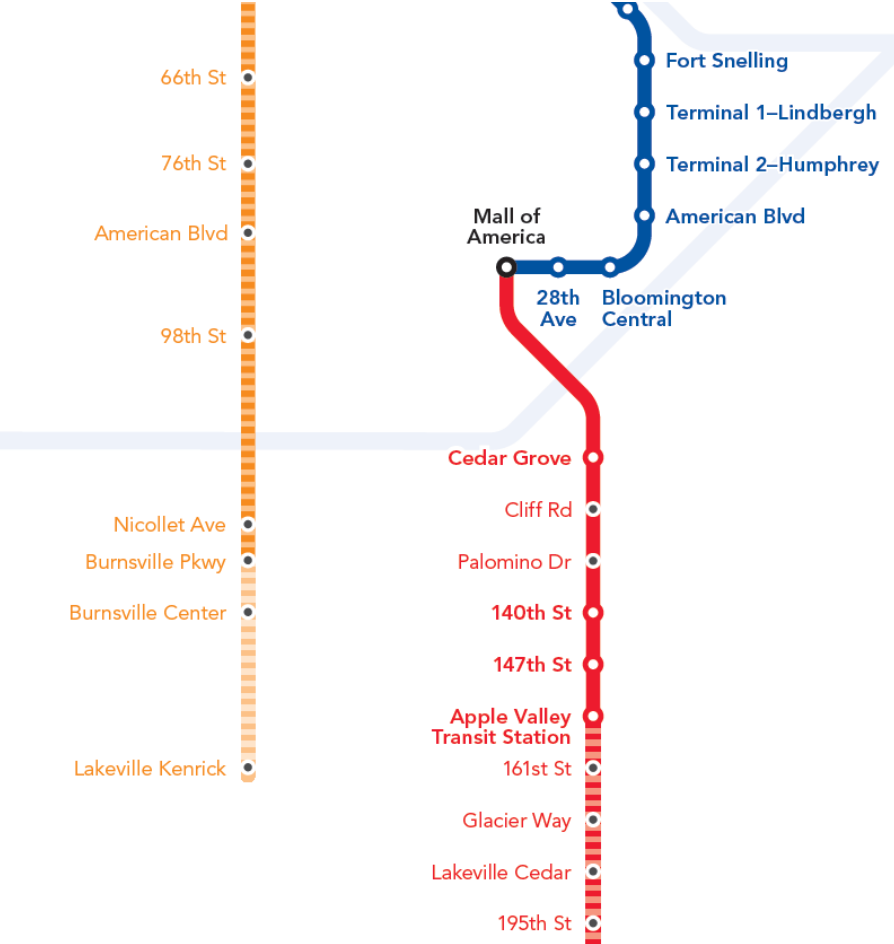 66th St
76th St
American Blvd
98th St
Nicollet Ave
Burnsville Pkwy
Burnsville Center
Lakeville Kenrick
Fort Snelling
Terminal 1–Lindbergh
Terminal 2–Humphrey
American Blvd
Mall of
America
28th
Ave
Bloomington
Central
Cedar Grove
Cliff Rd
Palomino Dr
140th St
147th St
Apple Valley
Transit Station
161st St
Glacier Way
Lakeville Cedar
195th St